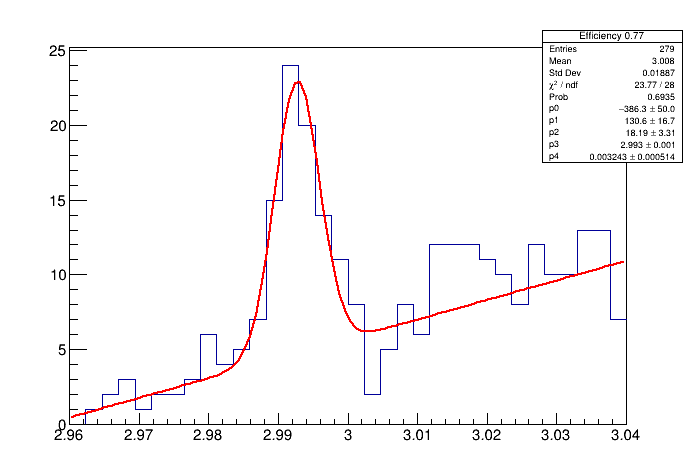 Efficiency 0.77
Entries 279
Mean 3.008
Std Dev 0.01887
χ² / ndf 23.77 / 28
Prob 0.6935
p0 −386.3 ± 50.0
p1 130.6 ± 16.7
p2 18.19 ± 3.31
p3 2.993 ± 0.001
p4 0.003243 ± 0.000514
25
20
15
10
5
0
2.96 2.97 2.98 2.99 3 3.01 3.02 3.03 3.04